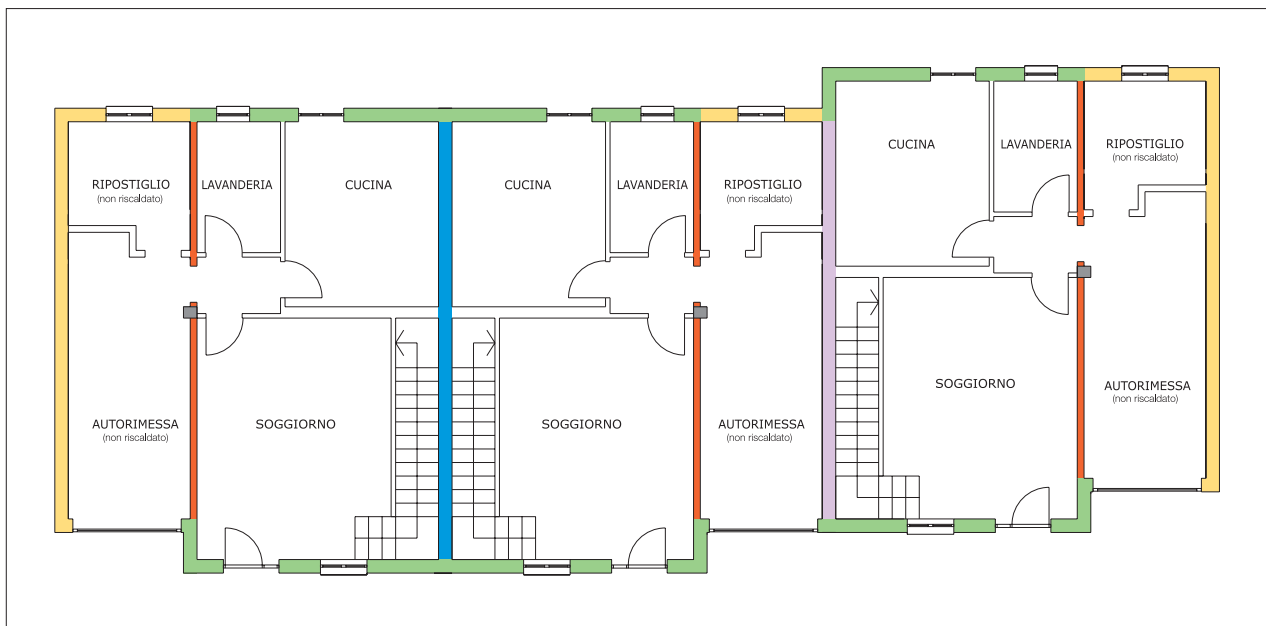 RIPOSTIGLIO
(non riscaldato)
LAVANDERIA
CUCINA
CUCINA
LAVANDERIA
RIPOSTIGLIO
(non riscaldato)
CUCINA
LAVANDERIA
RIPOSTIGLIO
(non riscaldato)
AUTORIMESSA
(non riscaldato)
SOGGIORNO
SOGGIORNO
AUTORIMESSA
(non riscaldato)
SOGGIORNO
AUTORIMESSA
(non riscaldato)